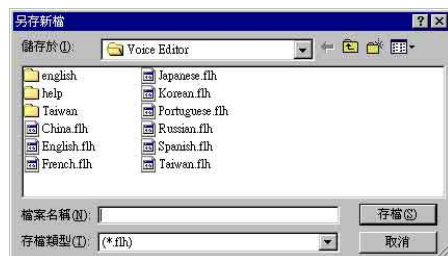 另存新檔
儲存於(I): Voice Editor
english Japanese.flh
help Korean.flh
Taiwan Portuguese.flh
China.flh Russian.flh
English.flh Spanish.flh
French.flh Taiwan.flh
檔案名稱(N): 存檔(S)
存檔類型(T): (*.flh) 取消